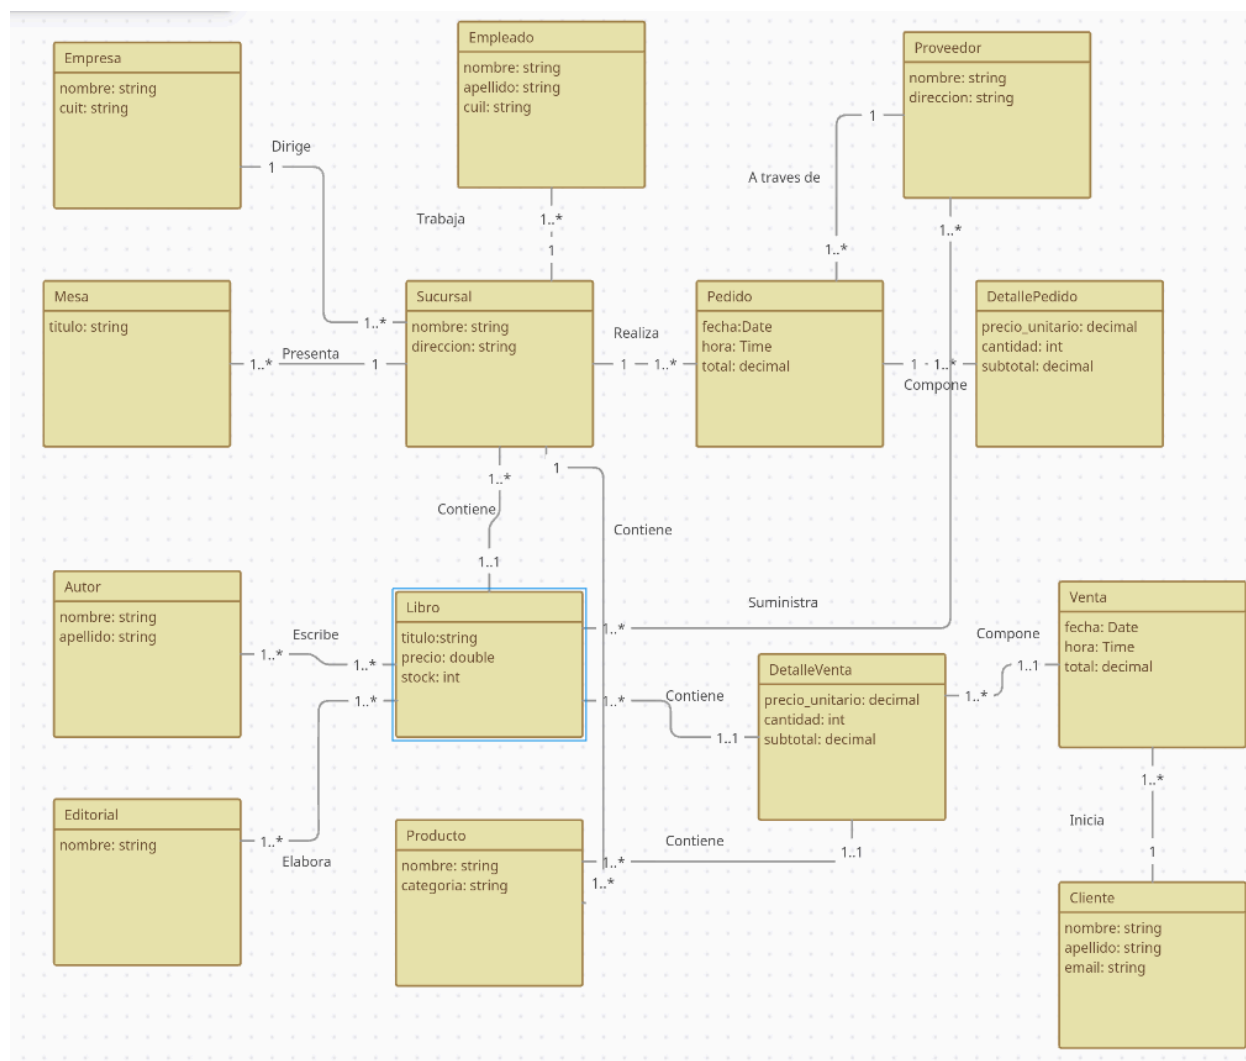 Empresa
nombre: string
cuit: string
Empleado
nombre: string
apellido: string
cuil: string
Proveedor
nombre: string
direccion: string
Dirige
1
1..*
Trabaja
1..*
1
A traves de
1
1..*
1..*
Mesa
titulo: string
1..*
Presenta
1
Sucursal
nombre: string
direccion: string
Realiza
1
1..*
Pedido
fecha:Date
hora: Time
total: decimal
1
1..*
Compone
DetallePedido
precio_unitario: decimal
cantidad: int
subtotal: decimal
1..*
Contiene
1..1
1
Contiene
1..*
Autor
nombre: string
apellido: string
Escribe
1..*
1..*
Libro
titulo:string
precio: double
stock: int
1..*
Suministra
1..*
1..*
Contiene
1..1
DetalleVenta
precio_unitario: decimal
cantidad: int
subtotal: decimal
Compone
1..*
1..1
Venta
fecha: Date
hora: Time
total: decimal
Editorial
nombre: string
1..*
Elabora
Producto
nombre: string
categoria: string
1..*
Contiene
1..1
1..*
Inicia
1
Cliente
nombre: string
apellido: string
email: string